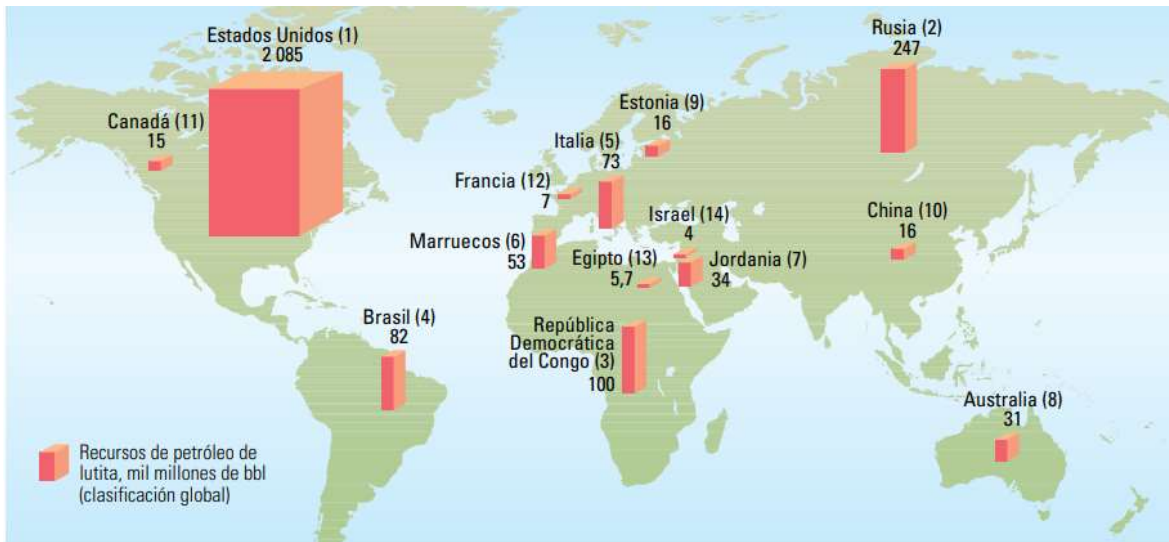 Estados Unidos (1)
2 085
Rusia (2)
247
Canadá (11)
15
Estonia (9)
16
Italia (5)
73
Francia (12)
7
Israel (14)
4
China (10)
16
Marruecos (6)
53
Egipto (13)
5,7
Jordania (7)
34
Brasil (4)
82
República
Democrática
del Congo (3)
100
Australia (8)
31
Recursos de petróleo de
lutita, mil millones de bbl
(clasificación global)